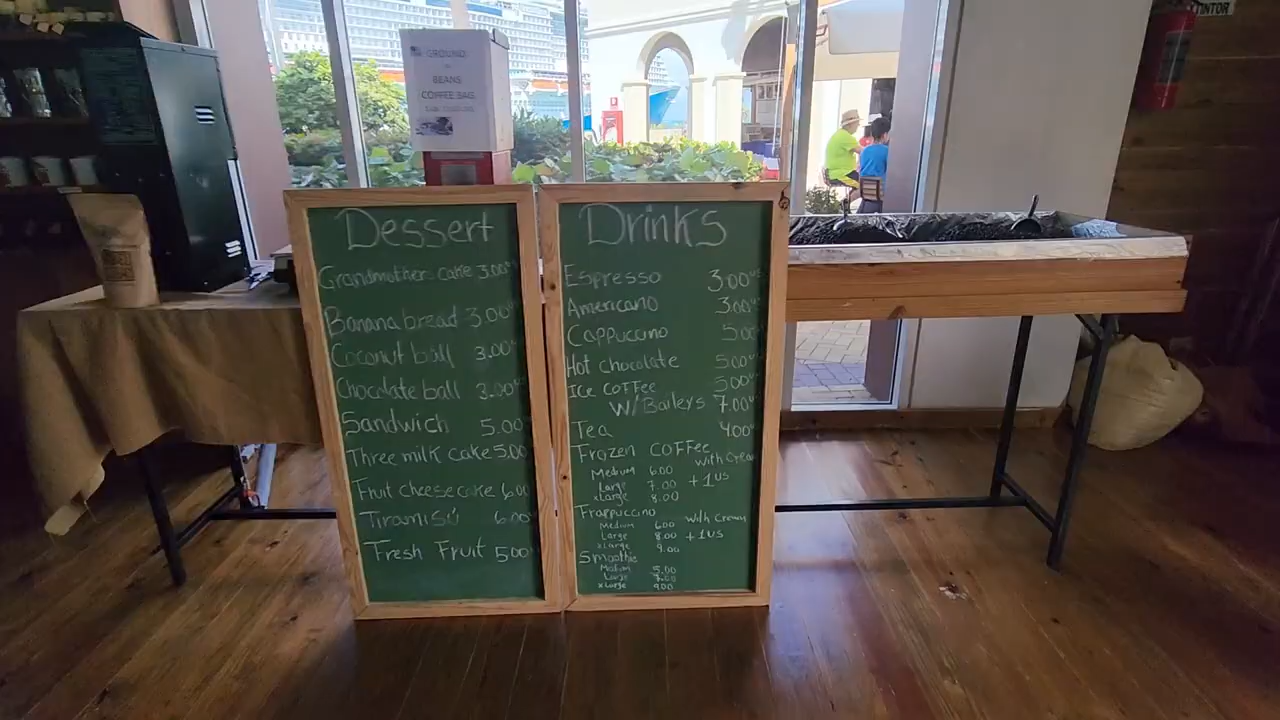 TINTOR
GROUND
BEANS
COFFEE BAG
Dessert
Grandmother cake 3.00
Banana bread 3.00
Coconut ball 3.00
Chocolate ball 3.00
Sandwich 5.00
Three milk cake 5.00
Fruit cheese cake 6.00
Tiramisú 6.00
Fresh Fruit 5.00
Drinks
Espresso 3.00
Americano 3.00
Cappuccino 5.00
Hot chocolate 5.00
Ice coffee 5.00
W/Baileys 7.00
Tea 4.00
Frozen coffee
with Cream
Medium 6.00
Large 7.00 +1us
xLarge 8.00
Frappuccino
Medium 6.00 with Cream
Large 8.00 +1us
xLarge 9.00
Smoothie
Medium 5.00
Large
xLarge 9.00